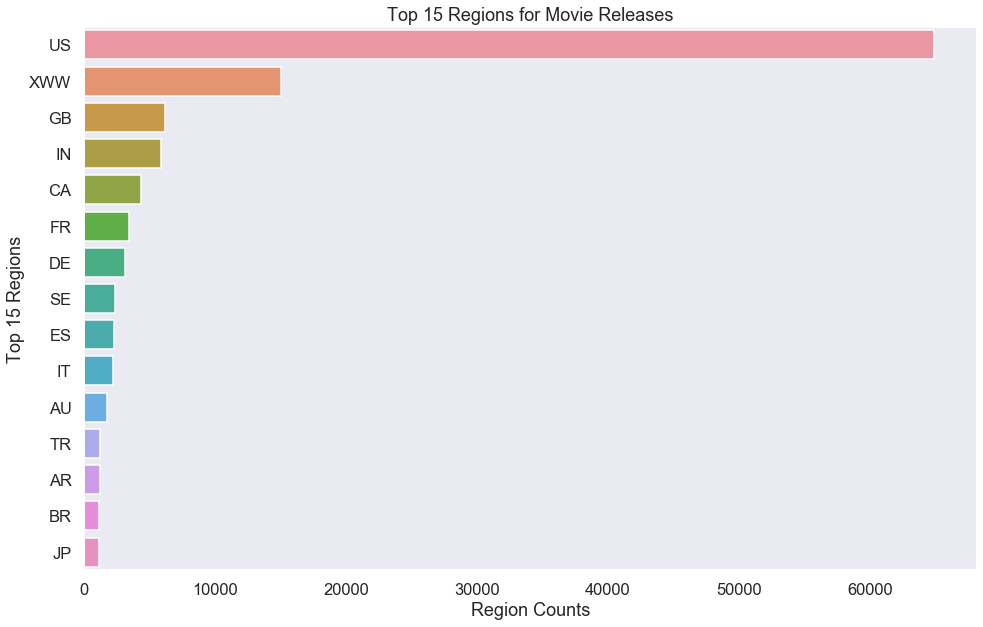 Top 15 Regions for Movie Releases
Top 15 Regions
US
XWW
GB
IN
CA
FR
DE
SE
ES
IT
AU
TR
AR
BR
JP
0 10000 20000 30000 40000 50000 60000
Region Counts